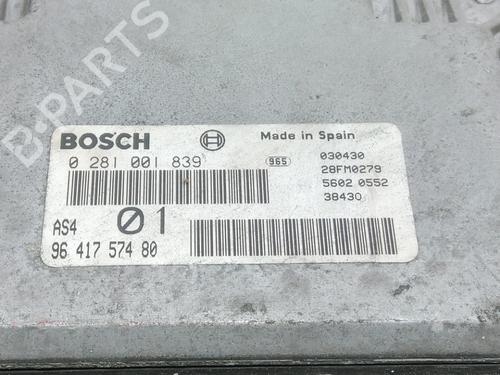 B-PARTS
BOSCH
Made in Spain
0 281 001 839
965
030430
28FM0279
5602 0552
38430
AS4
01
96 417 574 80